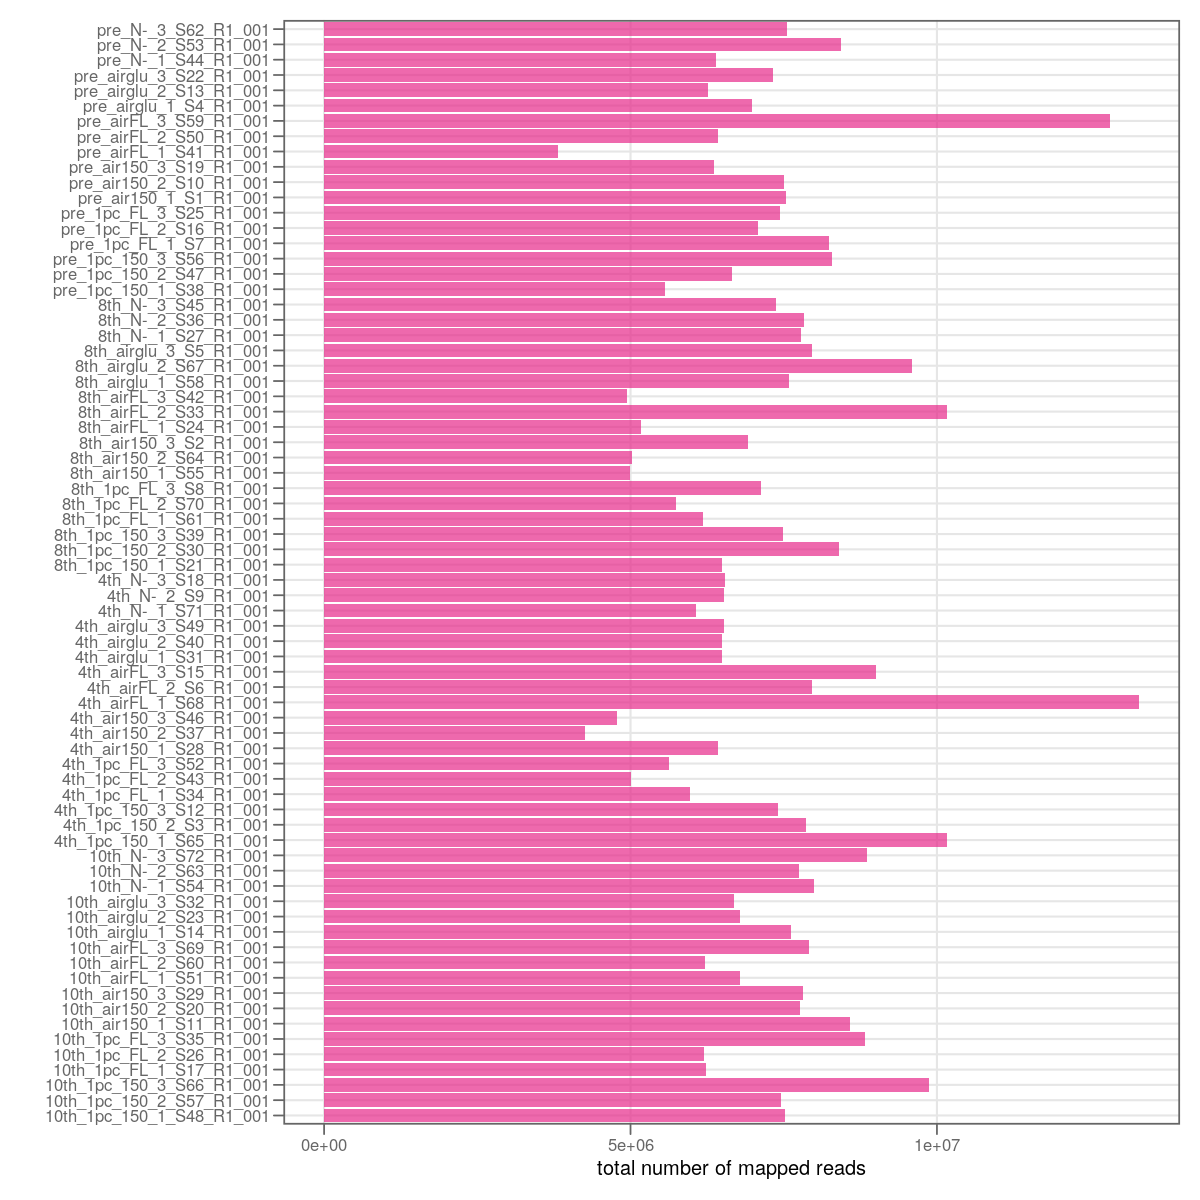 pre_N-_3_S62_R1_001
pre_N-_2_S53_R1_001
pre_N-_1_S44_R1_001
pre_airglu_3_S22_R1_001
pre_airglu_2_S13_R1_001
pre_airglu_1_S4_R1_001
pre_airFL_3_S59_R1_001
pre_airFL_2_S50_R1_001
pre_airFL_1_S41_R1_001
pre_air150_3_S19_R1_001
pre_air150_2_S10_R1_001
pre_air150_1_S1_R1_001
pre_1pc_FL_3_S25_R1_001
pre_1pc_FL_2_S16_R1_001
pre_1pc_FL_1_S7_R1_001
pre_1pc_150_3_S56_R1_001
pre_1pc_150_2_S47_R1_001
pre_1pc_150_1_S38_R1_001
8th_N-_3_S45_R1_001
8th_N-_2_S36_R1_001
8th_N-_1_S27_R1_001
8th_airglu_3_S5_R1_001
8th_airglu_2_S67_R1_001
8th_airglu_1_S58_R1_001
8th_airFL_3_S42_R1_001
8th_airFL_2_S33_R1_001
8th_airFL_1_S24_R1_001
8th_air150_3_S2_R1_001
8th_air150_2_S64_R1_001
8th_air150_1_S55_R1_001
8th_1pc_FL_3_S8_R1_001
8th_1pc_FL_2_S70_R1_001
8th_1pc_FL_1_S61_R1_001
8th_1pc_150_3_S39_R1_001
8th_1pc_150_2_S30_R1_001
8th_1pc_150_1_S21_R1_001
4th_N-_3_S18_R1_001
4th_N-_2_S9_R1_001
4th_N-_1_S71_R1_001
4th_airglu_3_S49_R1_001
4th_airglu_2_S40_R1_001
4th_airglu_1_S31_R1_001
4th_airFL_3_S15_R1_001
4th_airFL_2_S6_R1_001
4th_airFL_1_S68_R1_001
4th_air150_3_S46_R1_001
4th_air150_2_S37_R1_001
4th_air150_1_S28_R1_001
4th_1pc_FL_3_S52_R1_001
4th_1pc_FL_2_S43_R1_001
4th_1pc_FL_1_S34_R1_001
4th_1pc_150_3_S12_R1_001
4th_1pc_150_2_S3_R1_001
4th_1pc_150_1_S65_R1_001
10th_N-_3_S72_R1_001
10th_N-_2_S63_R1_001
10th_N-_1_S54_R1_001
10th_airglu_3_S32_R1_001
10th_airglu_2_S23_R1_001
10th_airglu_1_S14_R1_001
10th_airFL_3_S69_R1_001
10th_airFL_2_S60_R1_001
10th_airFL_1_S51_R1_001
10th_air150_3_S29_R1_001
10th_air150_2_S20_R1_001
10th_air150_1_S11_R1_001
10th_1pc_FL_3_S35_R1_001
10th_1pc_FL_2_S26_R1_001
10th_1pc_FL_1_S17_R1_001
10th_1pc_150_3_S66_R1_001
10th_1pc_150_2_S57_R1_001
10th_1pc_150_1_S48_R1_001
0e+00 5e+06 1e+07
total number of mapped reads